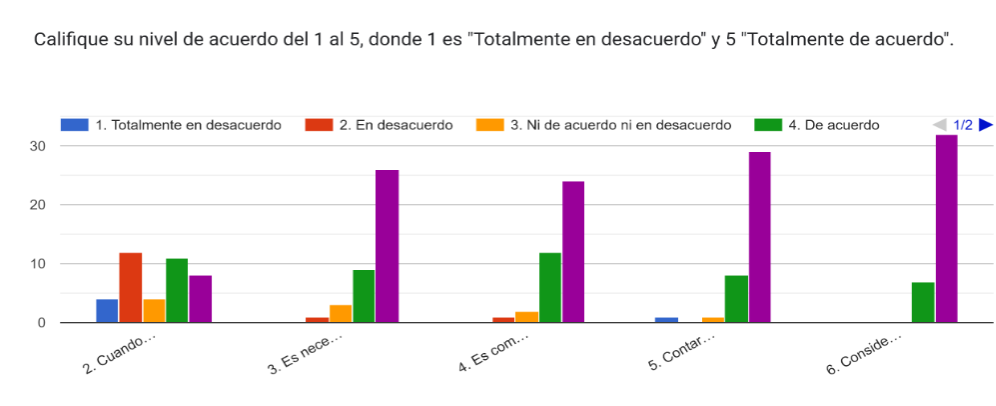 Califique su nivel de acuerdo del 1 al 5, donde 1 es "Totalmente en desacuerdo" y 5 "Totalmente de acuerdo".
1. Totalmente en desacuerdo 2. En desacuerdo 3. Ni de acuerdo ni en desacuerdo 4. De acuerdo 1/2
30
20
10
0
2. Cuando... 3. Es nece... 4. Es com... 5. Contar... 6. Conside...